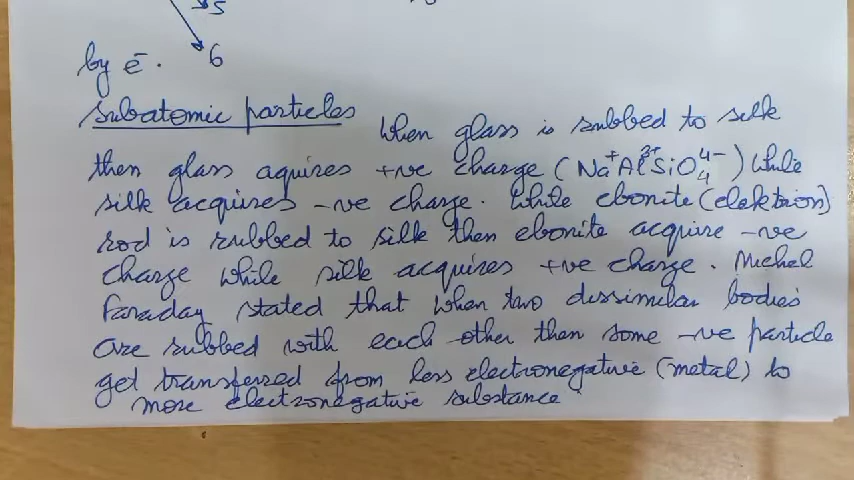 5
6
by e⁻.
Subatomic particles When glass is rubbed to silk
then glass aquires +ve charge (Na⁺Al³⁺SiO₄⁴⁻) While
silk acquires -ve charge. While ebonite (elektrion)
rod is rubbed to silk then ebonite acquire -ve
charge while silk acquires +ve charge. Michel
Faraday stated that when two dissimilar bodies
are rubbed with each other then some -ve particle
get transferred from less electronegative (metal) to
more electronegative substance